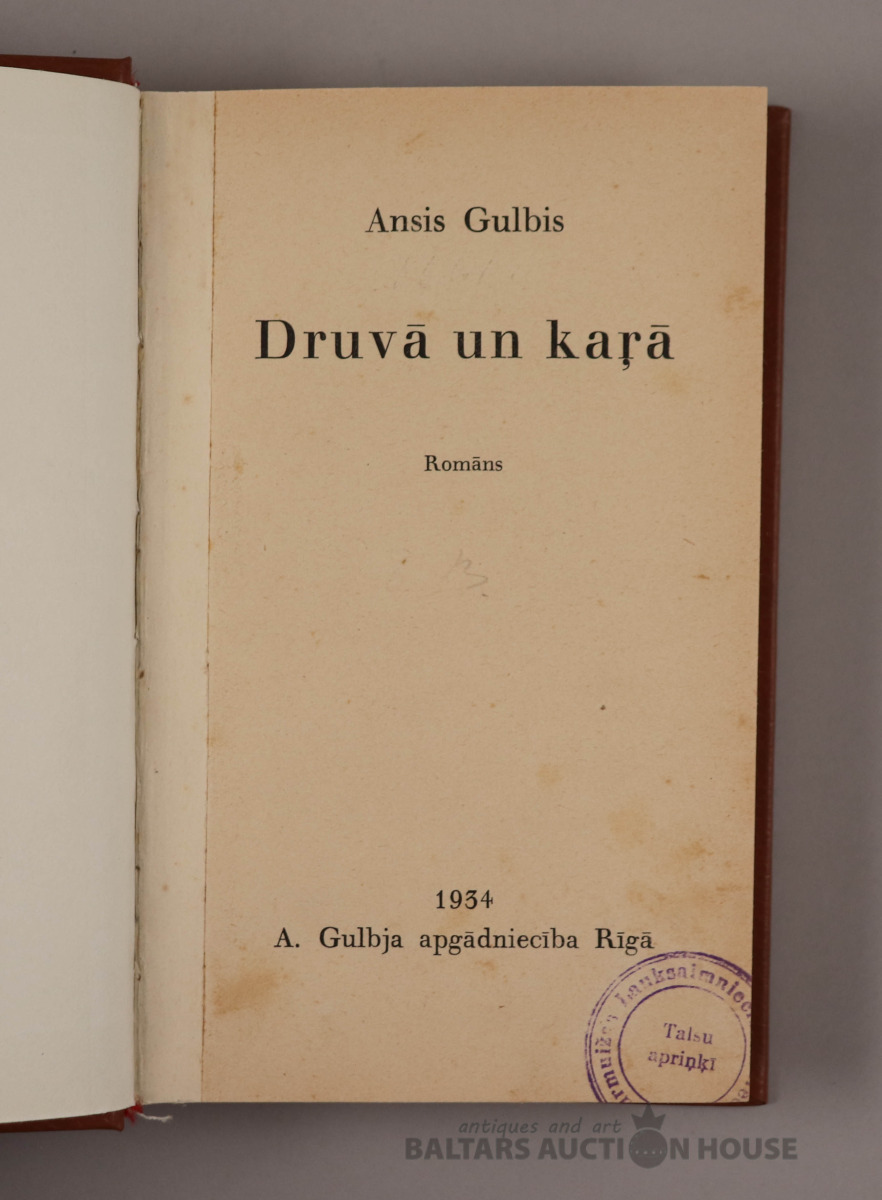 Ansis Gulbis
Druvā un kaŗā
Romāns
1934
A. Gulbja apgādniecība Rīgā
Talsu
apriņķī
antiques and art
BALTARS AUCTION HOUSE